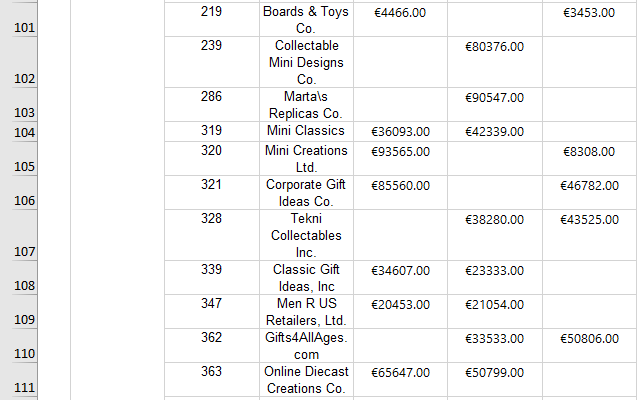 219 Boards & Toys €4466.00 €3453.00
101 Co.
239 Collectable €80376.00
Mini Designs
102 Co.
286 Marta\s €90547.00
103 Replicas Co.
104 319 Mini Classics €36093.00 €42339.00
320 Mini Creations €93565.00 €8308.00
105 Ltd.
321 Corporate Gift €85560.00 €46782.00
106 Ideas Co.
328 Tekni €38280.00 €43525.00
Collectables
107 Inc.
339 Classic Gift €34607.00 €23333.00
108 Ideas, Inc
347 Men R US €20453.00 €21054.00
109 Retailers, Ltd.
362 Gifts4AllAges. €33533.00 €50806.00
110 com
363 Online Diecast €65647.00 €50799.00
111 Creations Co.